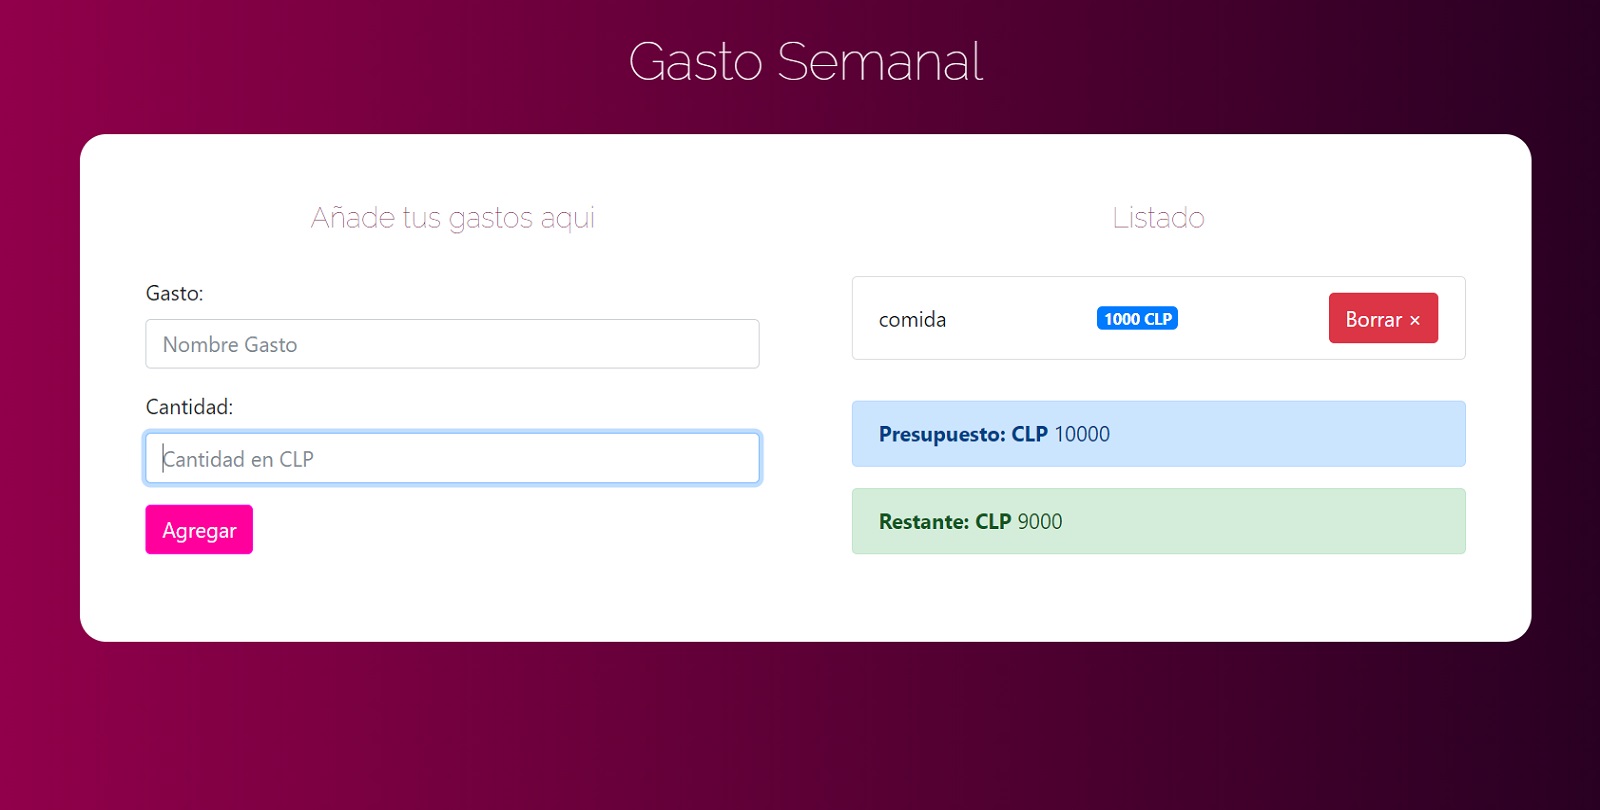 Gasto Semanal
Añade tus gastos aqui
Gasto:
Nombre Gasto
Cantidad:
Cantidad en CLP
Agregar
Listado
comida 1000 CLP Borrar ×
Presupuesto: CLP 10000
Restante: CLP 9000